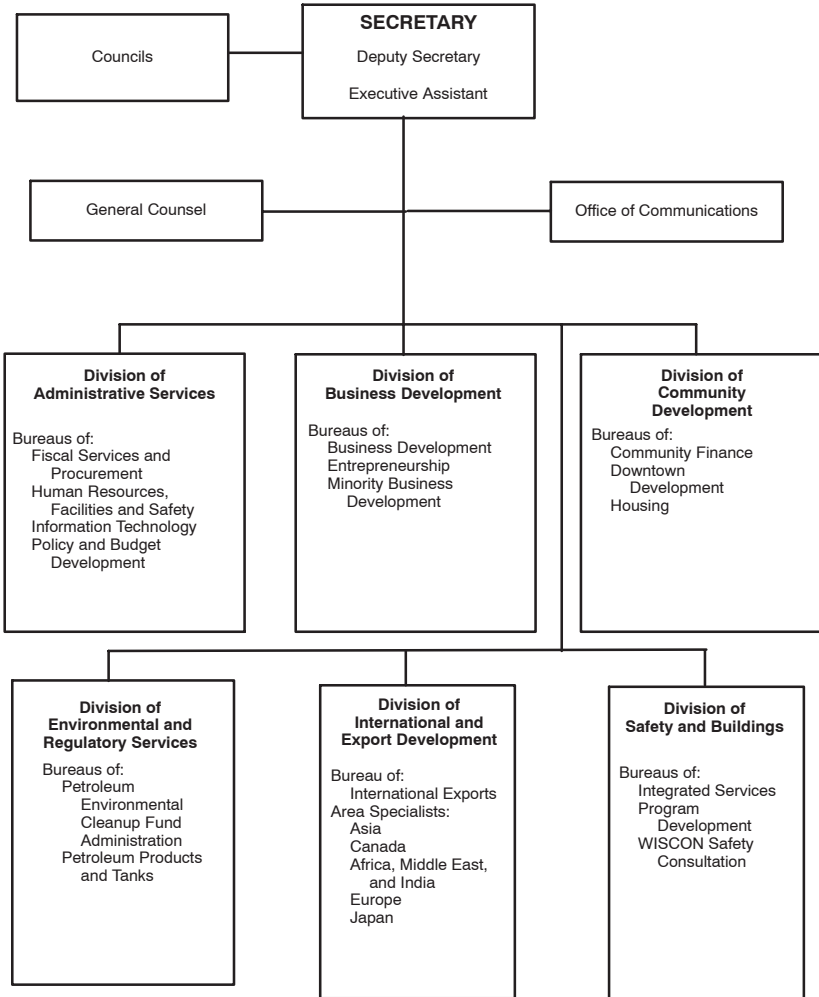 SECRETARY
Deputy Secretary
Executive Assistant
Councils
General Counsel
Office of Communications
Division of
Administrative Services
Bureaus of:
Fiscal Services and
Procurement
Human Resources,
Facilities and Safety
Information Technology
Policy and Budget
Development
Division of
Business Development
Bureaus of:
Business Development
Entrepreneurship
Minority Business
Development
Division of
Community
Development
Bureaus of:
Community Finance
Downtown
Development
Housing
Division of
Environmental and
Regulatory Services
Bureaus of:
Petroleum
Environmental
Cleanup Fund
Administration
Petroleum Products
and Tanks
Division of
International and
Export Development
Bureau of:
International Exports
Area Specialists:
Asia
Canada
Africa, Middle East,
and India
Europe
Japan
Division of
Safety and Buildings
Bureaus of:
Integrated Services
Program
Development
WISCON Safety
Consultation